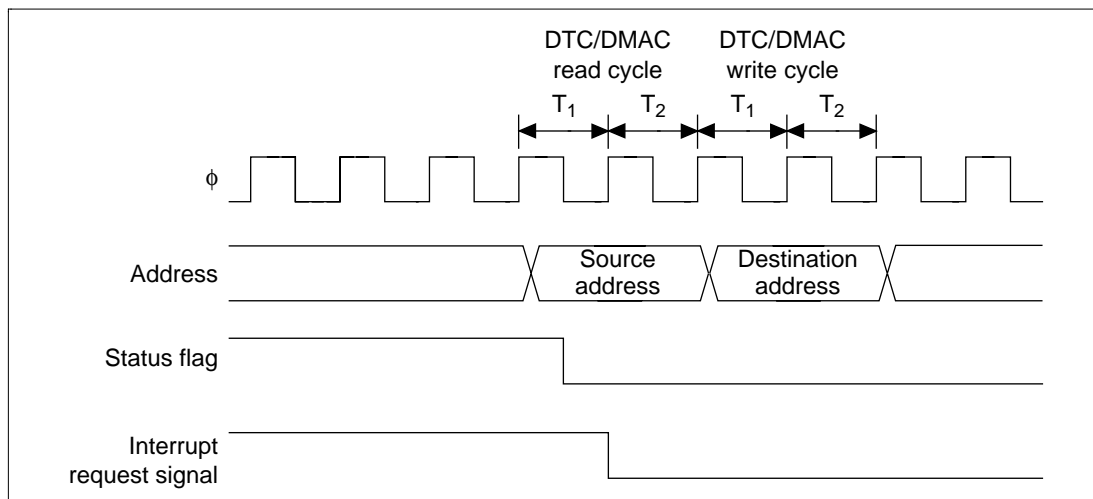 DTC/DMAC
read cycle
DTC/DMAC
write cycle
T1 T2 T1 T2
ϕ
Address
Source
address
Destination
address
Status flag
Interrupt
request signal